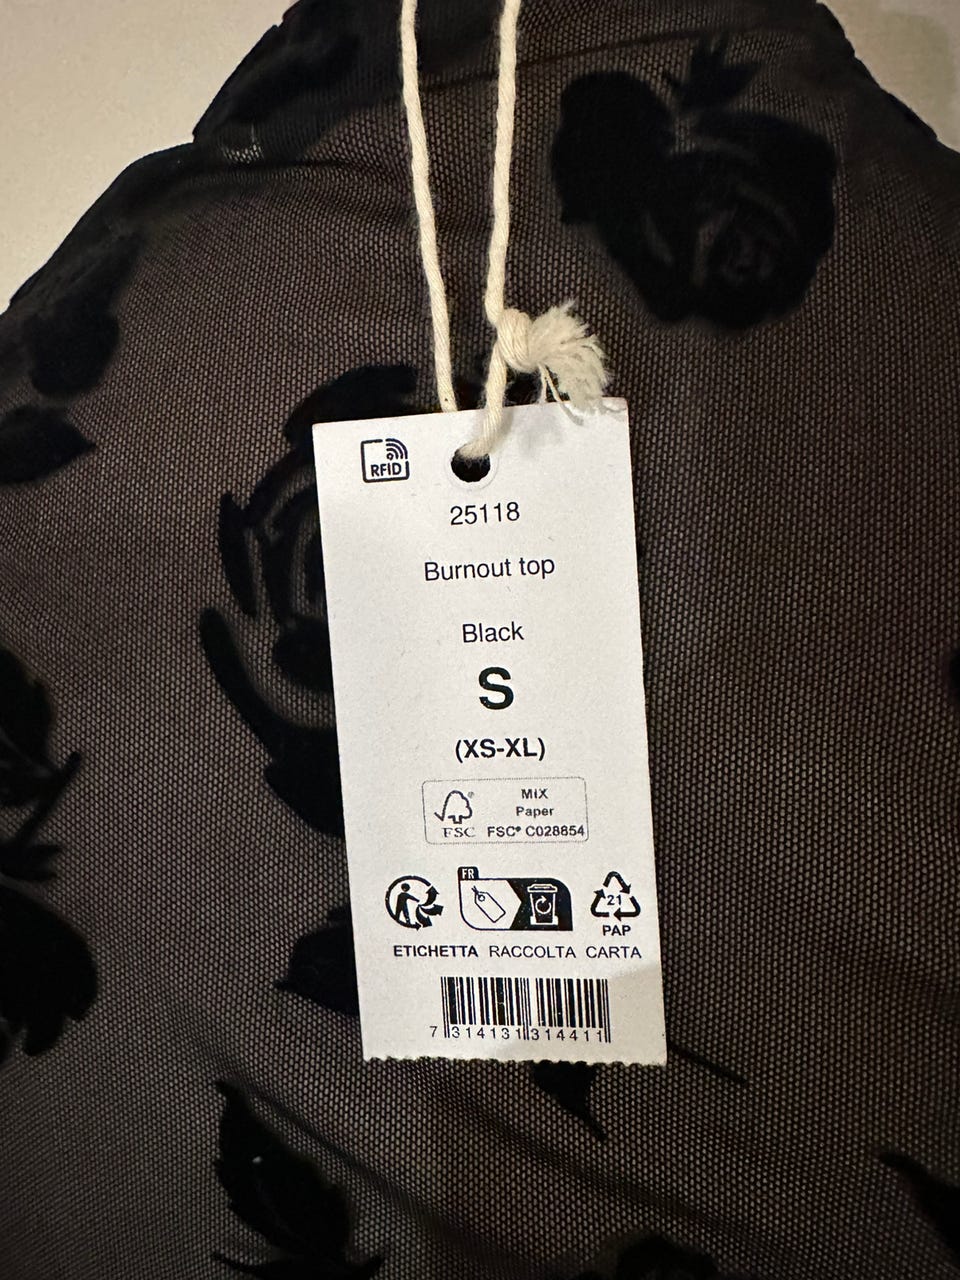 RFID
25118
Burnout top
Black
S
(XS-XL)
MIX
Paper
FSC FSC® C028854
FR
21
PAP
ETICHETTA RACCOLTA CARTA
7 314131 314411